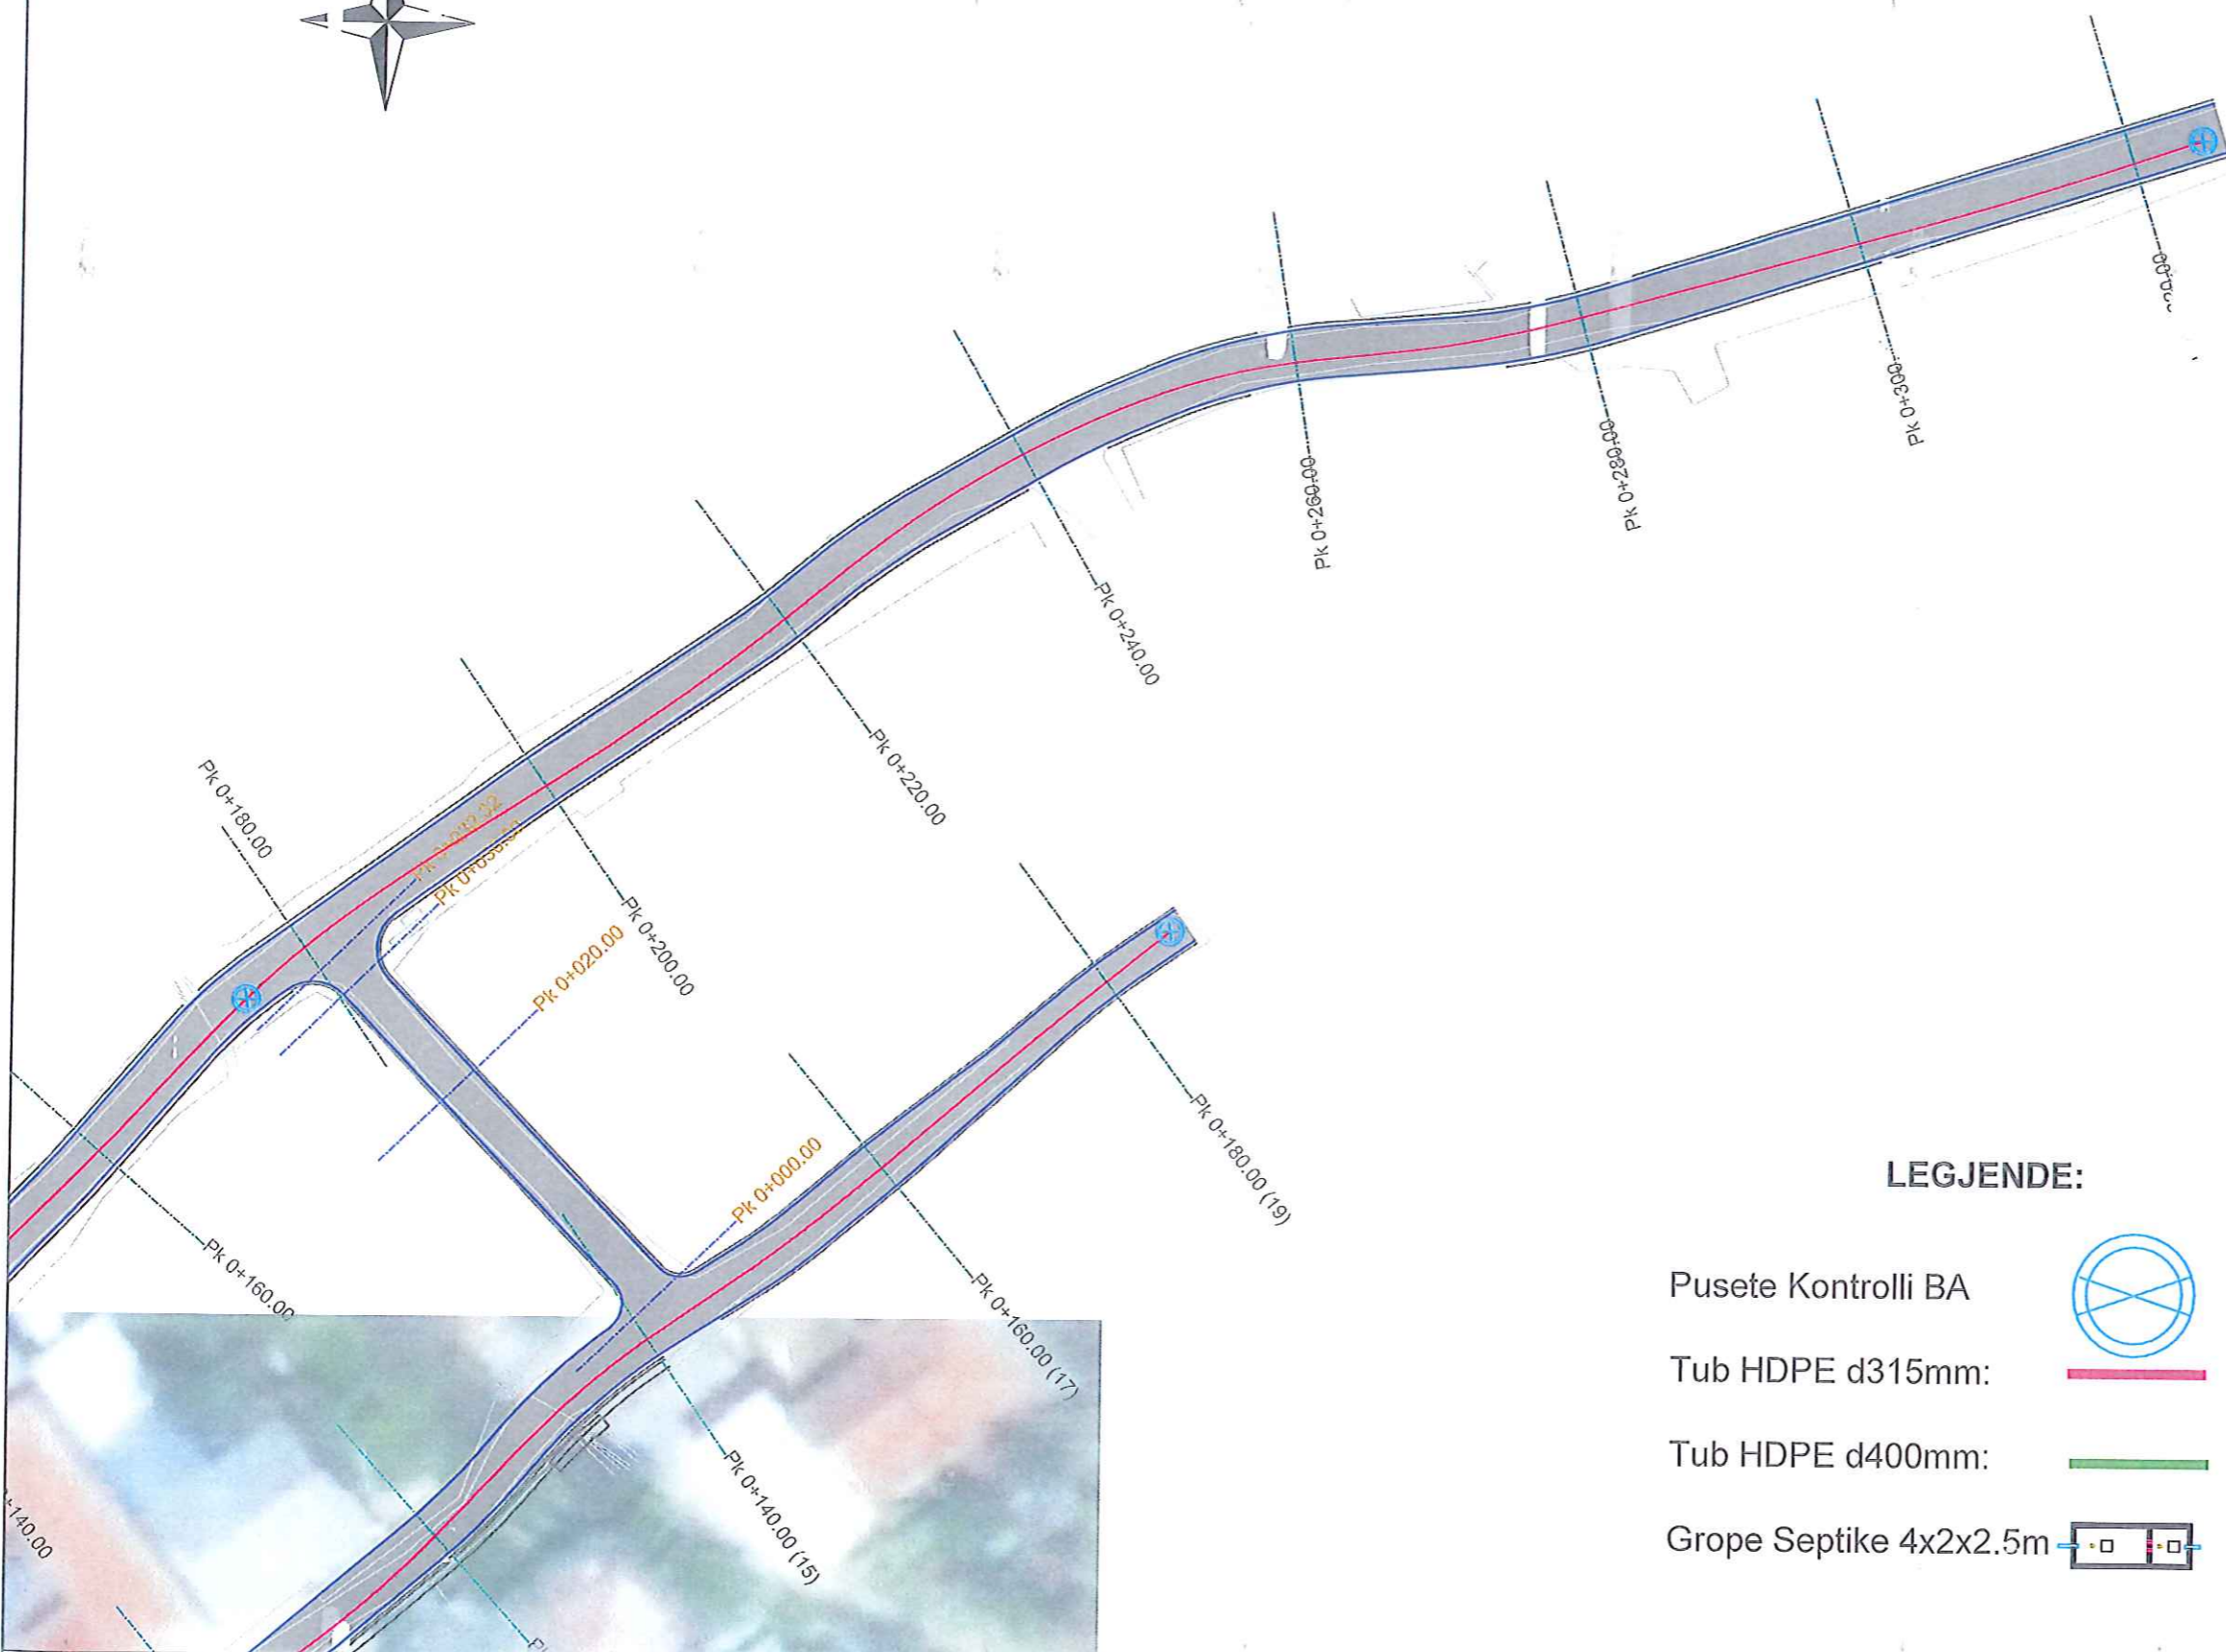 Pk 0+300.00
Pk 0+280.00
Pk 0+260.00
Pk 0+240.00
Pk 0+220.00
Pk 0+180.00
Pk 0+200.00
Pk 0+020.00
Pk 0+180.00 (19)
Pk 0+000.00
Pk 0+160.00
Pk 0+160.00 (17)
+140.00
Pk 0+140.00 (15)
LEGJENDE:
Pusete Kontrolli BA
Tub HDPE d315mm:
Tub HDPE d400mm:
Grope Septike 4x2x2.5m